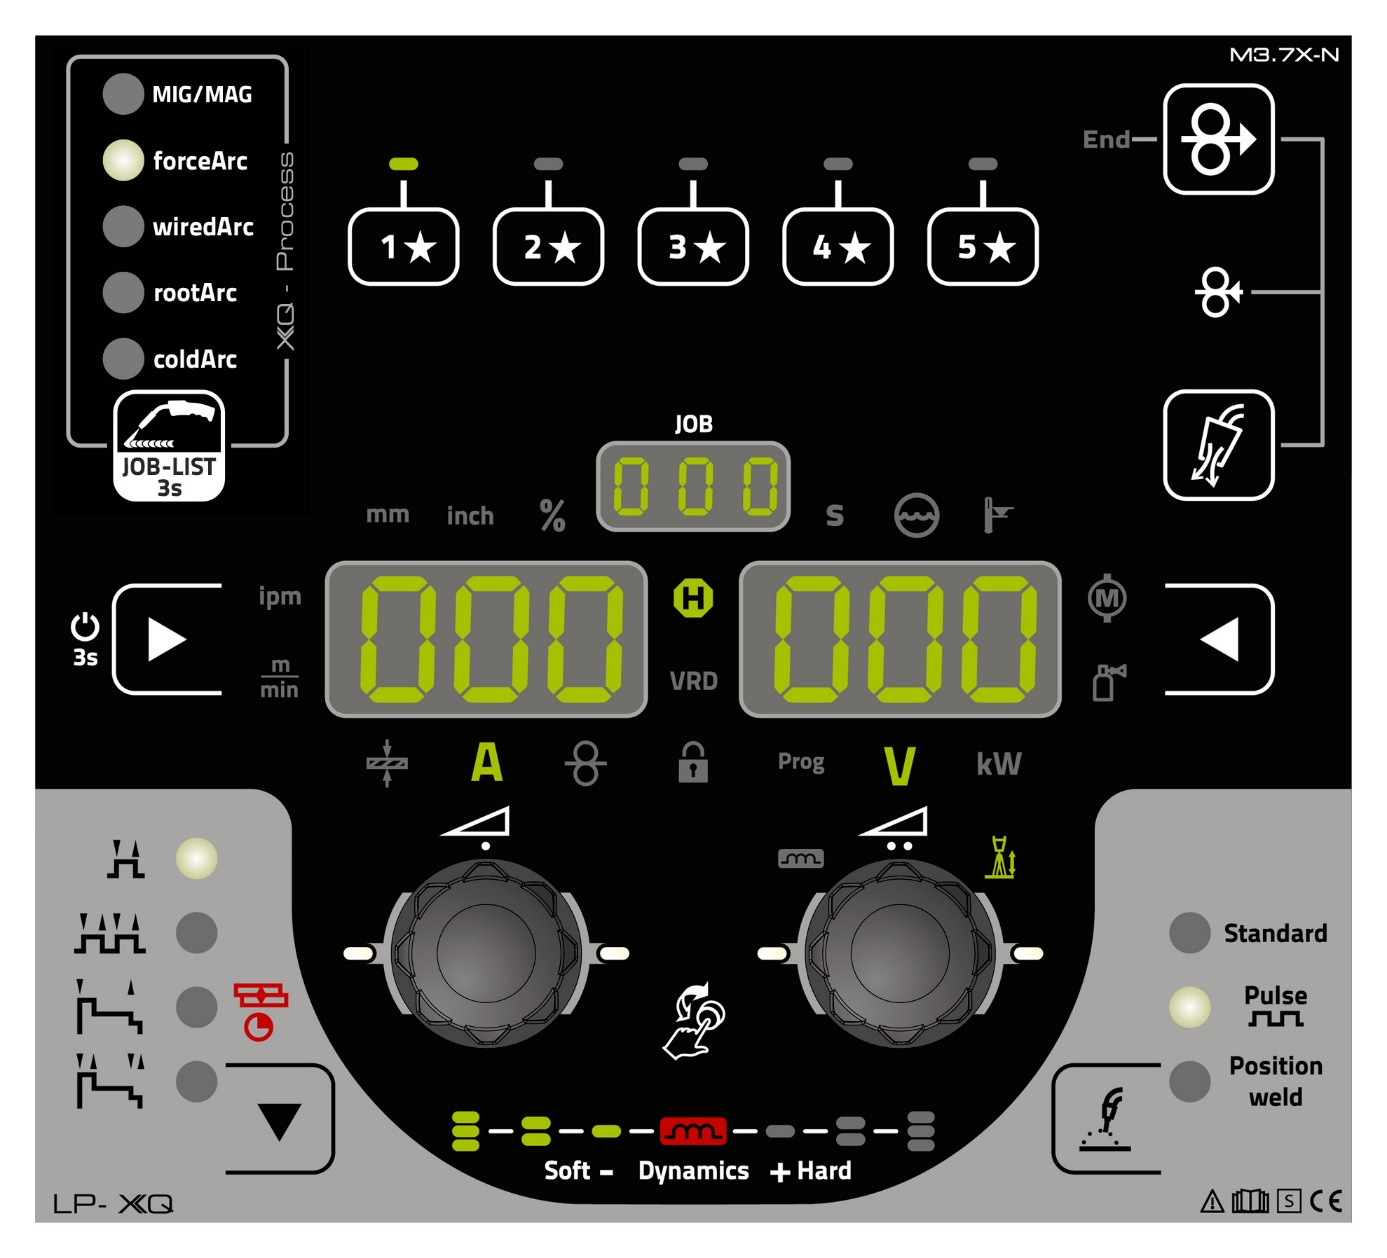 M3.7X-N
MIG/MAG
forceArc
wiredArc
rootArc
coldArc
XQ - Process
JOB-LIST
3s
1★
2★
3★
4★
5★
End
JOB
000
mm
inch
%
s
ipm
m
min
3s
000
H
VRD
000
M
A
Prog
V
kW
Standard
Pulse
Position
weld
Soft - Dynamics + Hard
LP- XQ
S CE